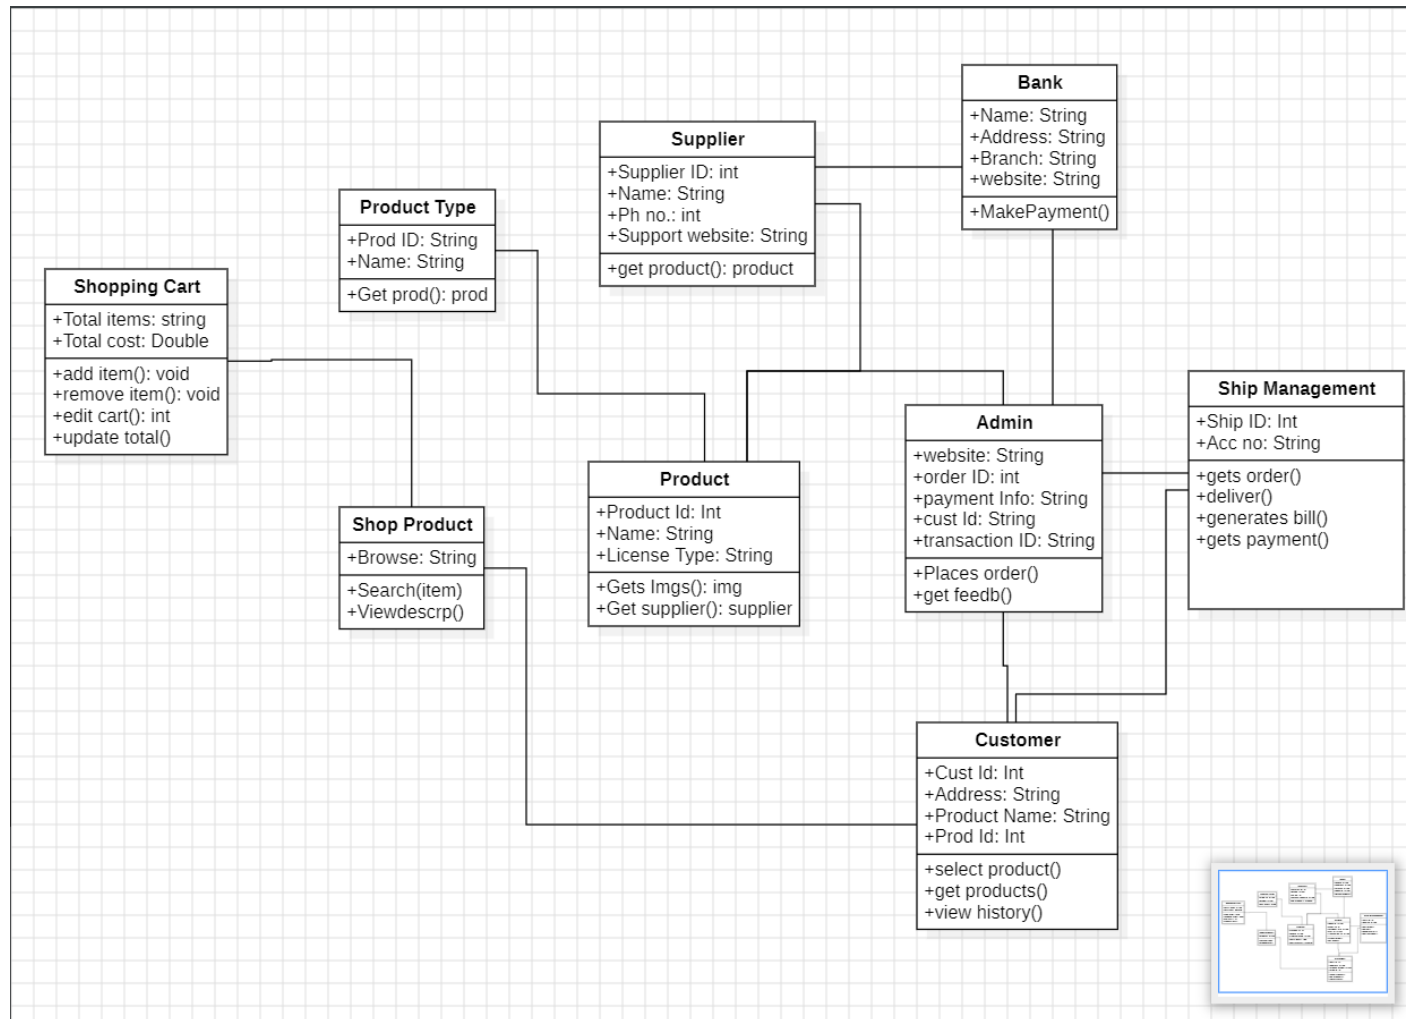 Bank
+Name: String
+Address: String
+Branch: String
+website: String
+MakePayment()
Supplier
+Supplier ID: int
+Name: String
+Ph no.: int
+Support website: String
+get product(): product
Product Type
+Prod ID: String
+Name: String
+Get prod(): prod
Shopping Cart
+Total items: string
+Total cost: Double
+add item(): void
+remove item(): void
+edit cart(): int
+update total()
Ship Management
+Ship ID: Int
+Acc no: String
+gets order()
+deliver()
+generates bill()
+gets payment()
Admin
+website: String
+order ID: int
+payment Info: String
+cust Id: String
+transaction ID: String
+Places order()
+get feedb()
Product
+Product Id: Int
+Name: String
+License Type: String
+Gets Imgs(): img
+Get supplier(): supplier
Shop Product
+Browse: String
+Search(item)
+Viewdescrp()
Customer
+Cust Id: Int
+Address: String
+Product Name: String
+Prod Id: Int
+select product()
+get products()
+view history()